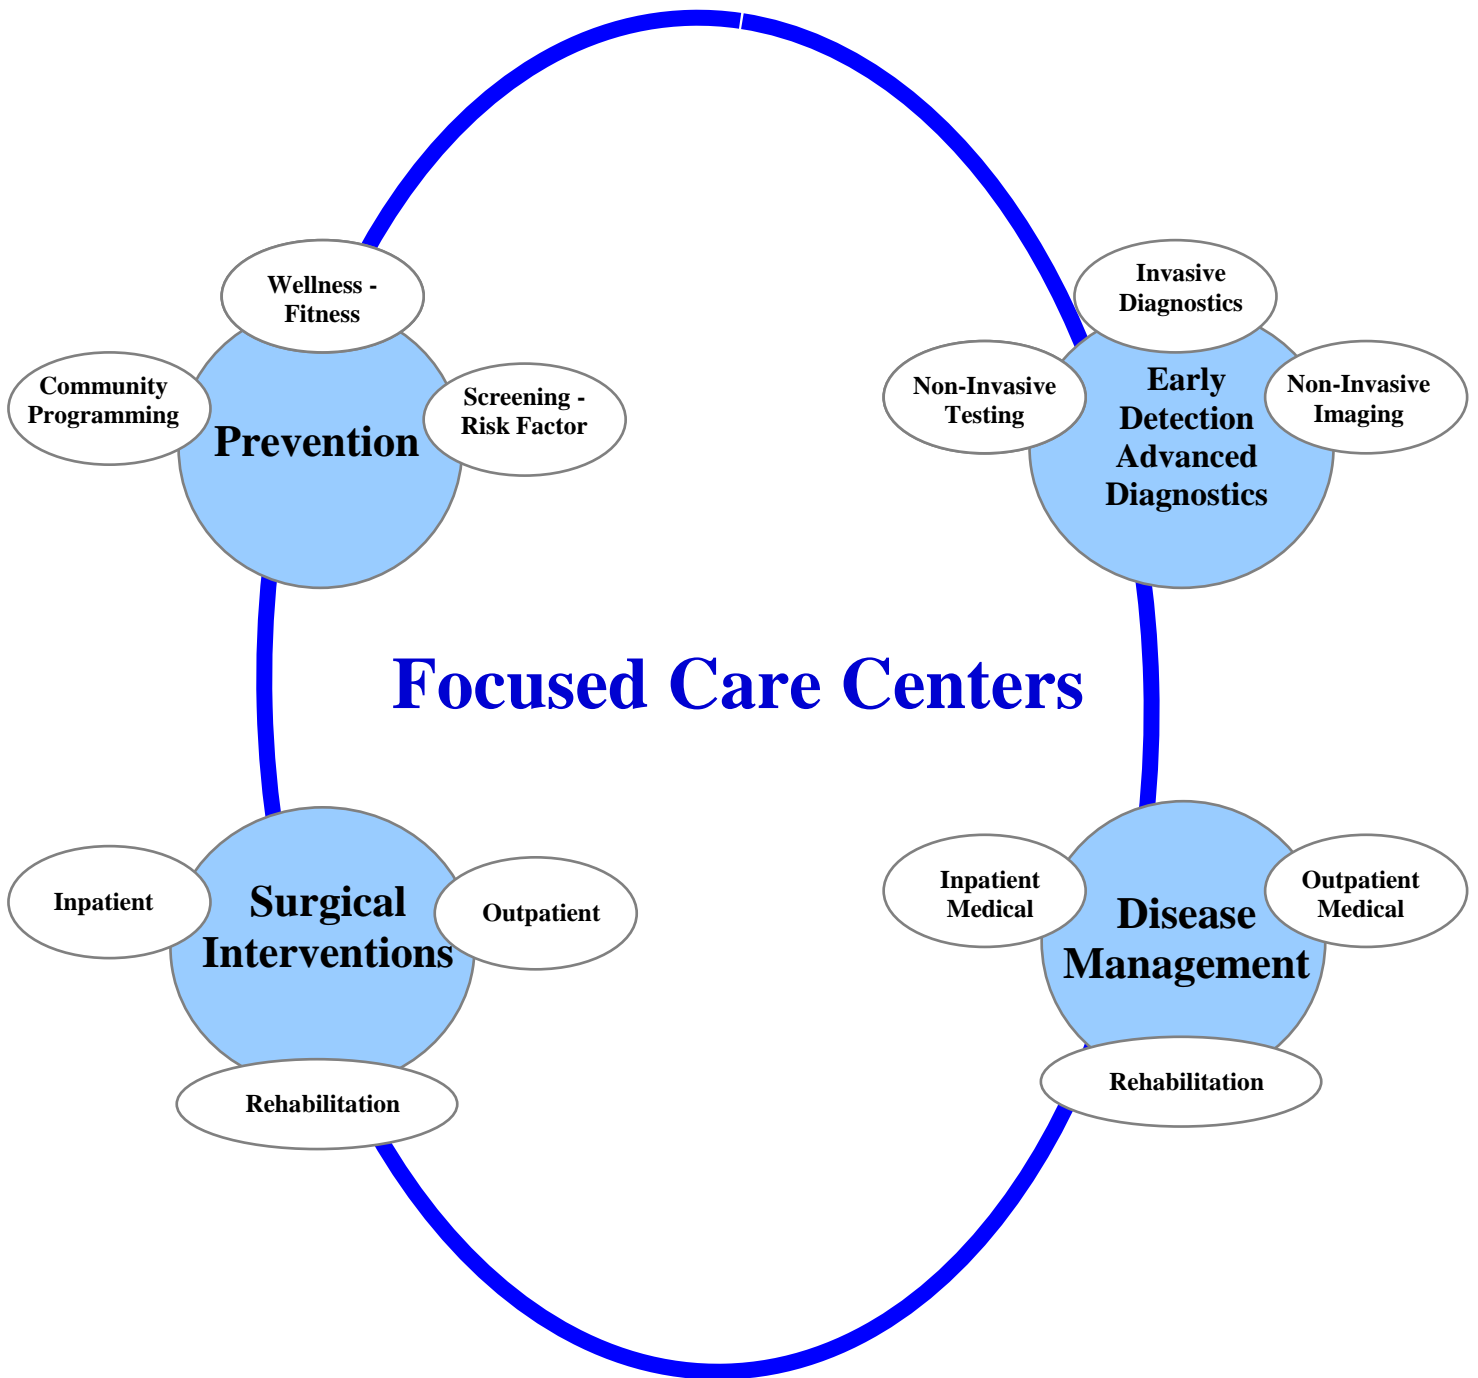 Wellness -
Fitness
Community
Programming
Screening -
Risk Factor
Prevention
Invasive
Diagnostics
Non-Invasive
Testing
Non-Invasive
Imaging
Early
Detection
Advanced
Diagnostics
Focused Care Centers
Inpatient
Surgical
Interventions
Outpatient
Rehabilitation
Inpatient
Medical
Disease
Management
Outpatient
Medical
Rehabilitation